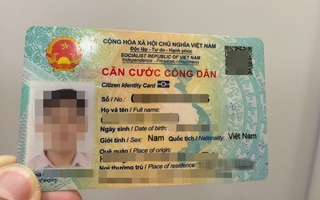 CỘNG HÒA XÃ HỘI CHỦ NGHĨA VIỆT NAM
Độc lập - Tự do - Hạnh phúc
SOCIALIST REPUBLIC OF VIET NAM
Independence - Freedom - Happiness
CĂN CƯỚC CÔNG DÂN
Citizen Identity Card
Số / No.:
Họ và tên / Full name:
Ngày sinh / Date of birth:
Giới tính / Sex: Nam Quốc tịch / Nationality: Việt Nam
Quê quán / Place of origin:
Nơi thường trú / Place of residence:
of expiry